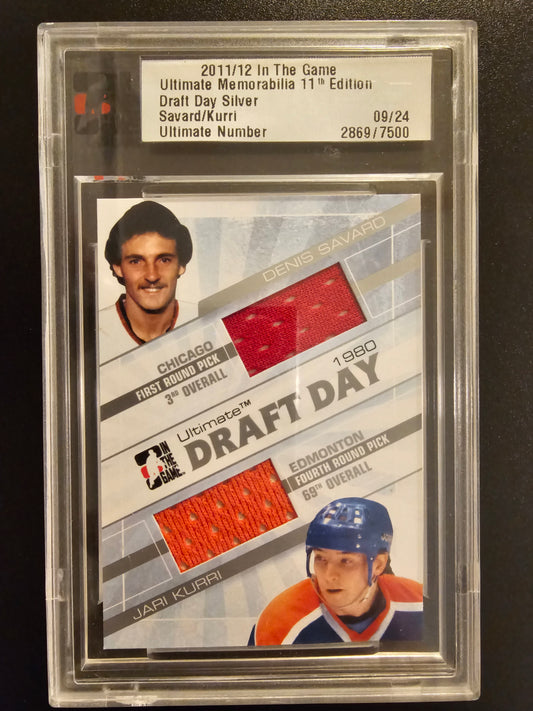 2011/12 In The Game
Ultimate Memorabilia 11th Edition
Draft Day Silver
Savard/Kurri 09/24
Ultimate Number 2869/7500
DENIS SAVARD
CHICAGO
FIRST ROUND PICK
3RD OVERALL
1980
Ultimate™
DRAFT DAY
IN
THE
GAME
EDMONTON
FOURTH ROUND PICK
69TH OVERALL
JARI KURRI